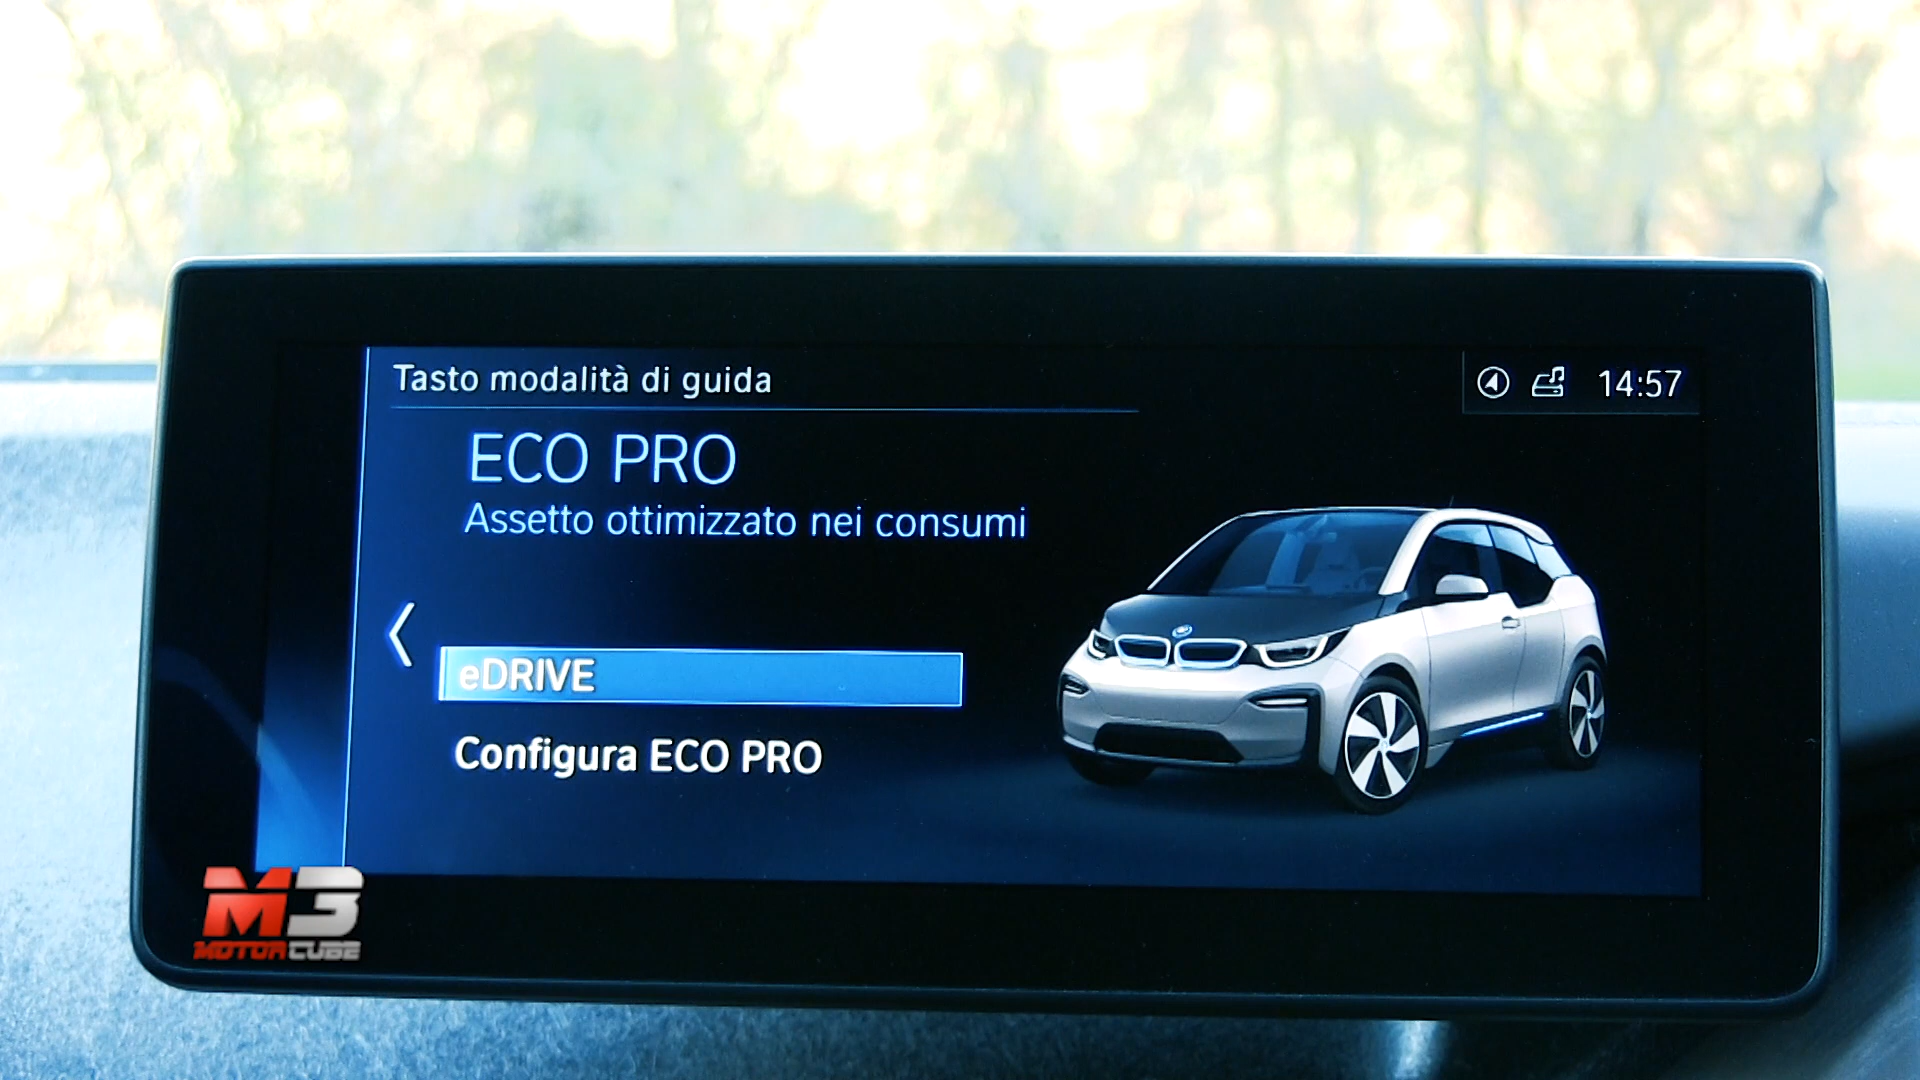 Tasto modalità di guida
14:57
ECO PRO
Assetto ottimizzato nei consumi
eDRIVE
Configura ECO PRO
M3
MOTORCUBE